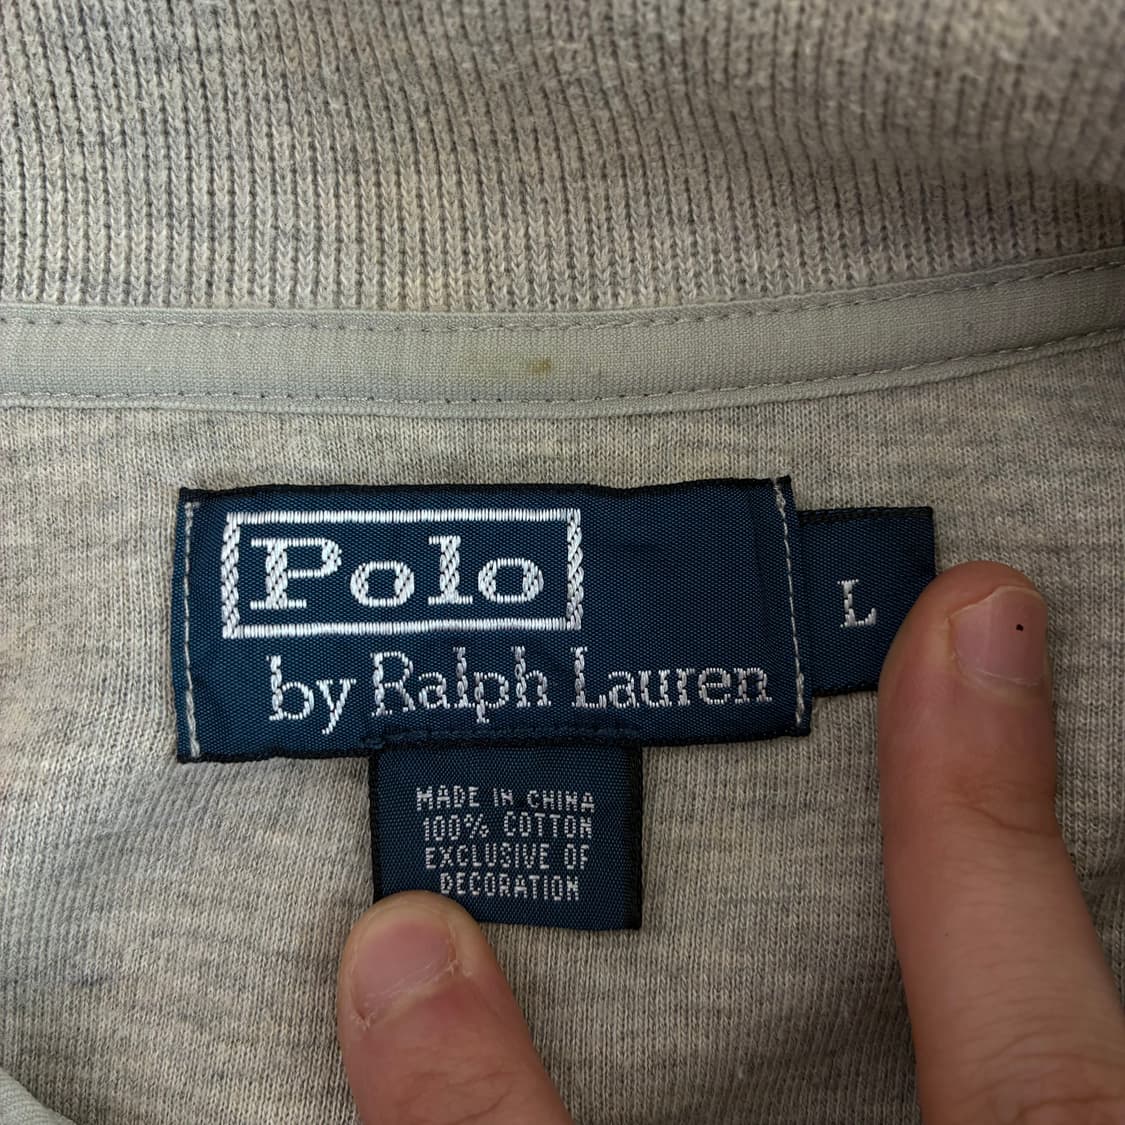 Polo
by Ralph Lauren
L
MADE IN CHINA
100% COTTON
EXCLUSIVE OF
DECORATION